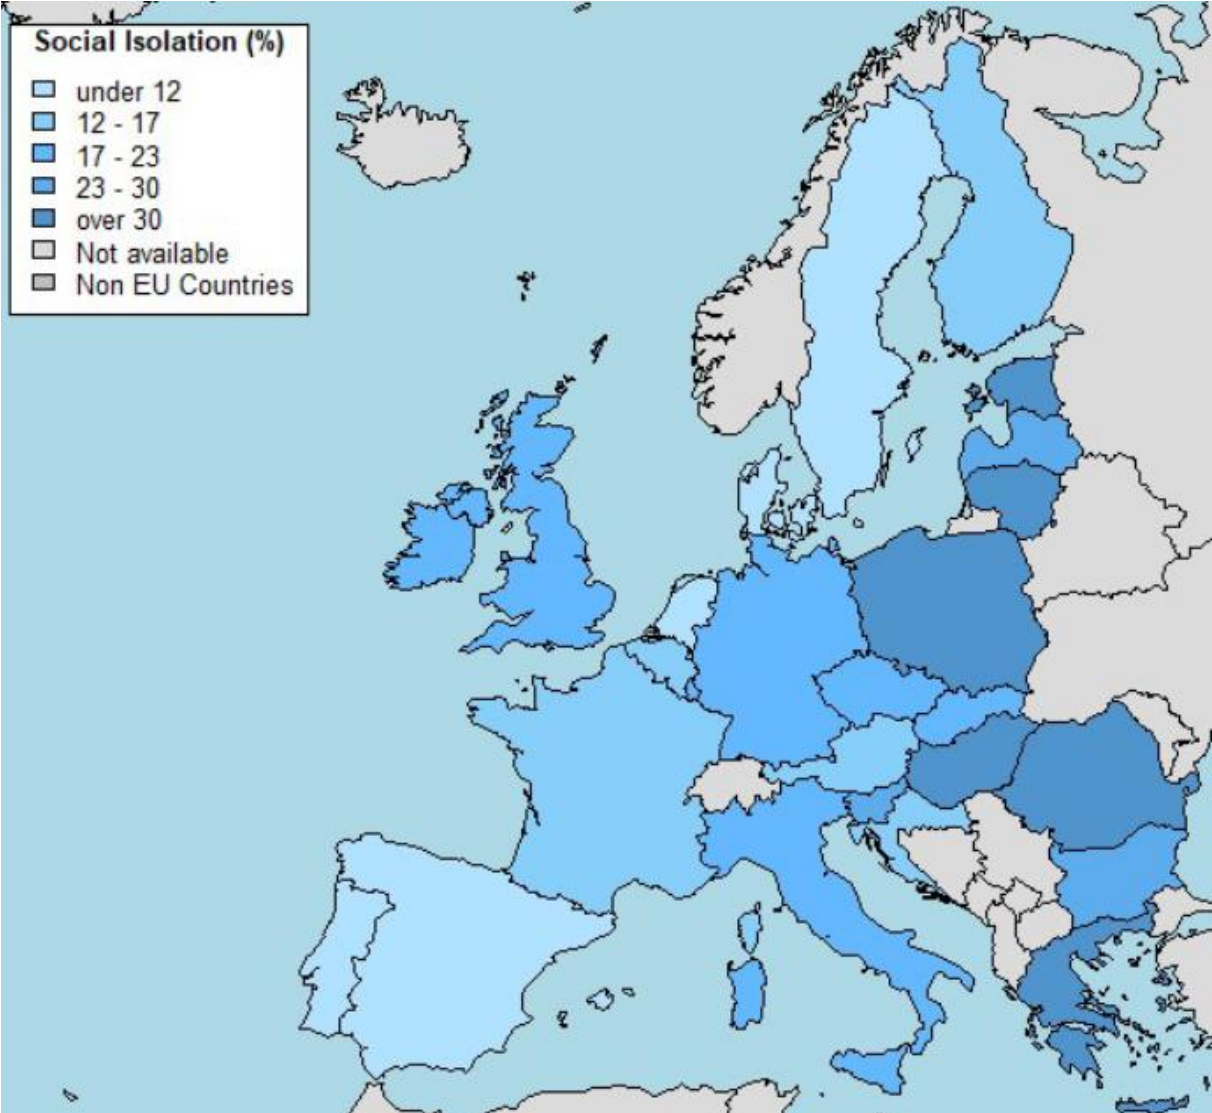 Social Isolation (%)
under 12
12 - 17
17 - 23
23 - 30
over 30
Not available
Non EU Countries